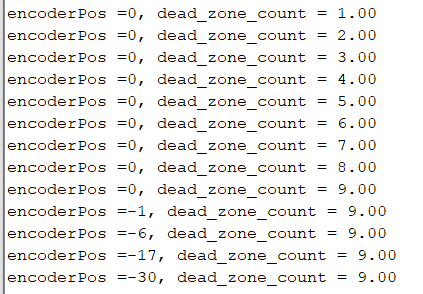 encoderPos =0, dead_zone_count = 1.00
encoderPos =0, dead_zone_count = 2.00
encoderPos =0, dead_zone_count = 3.00
encoderPos =0, dead_zone_count = 4.00
encoderPos =0, dead_zone_count = 5.00
encoderPos =0, dead_zone_count = 6.00
encoderPos =0, dead_zone_count = 7.00
encoderPos =0, dead_zone_count = 8.00
encoderPos =0, dead_zone_count = 9.00
encoderPos =-1, dead_zone_count = 9.00
encoderPos =-6, dead_zone_count = 9.00
encoderPos =-17, dead_zone_count = 9.00
encoderPos =-30, dead_zone_count = 9.00